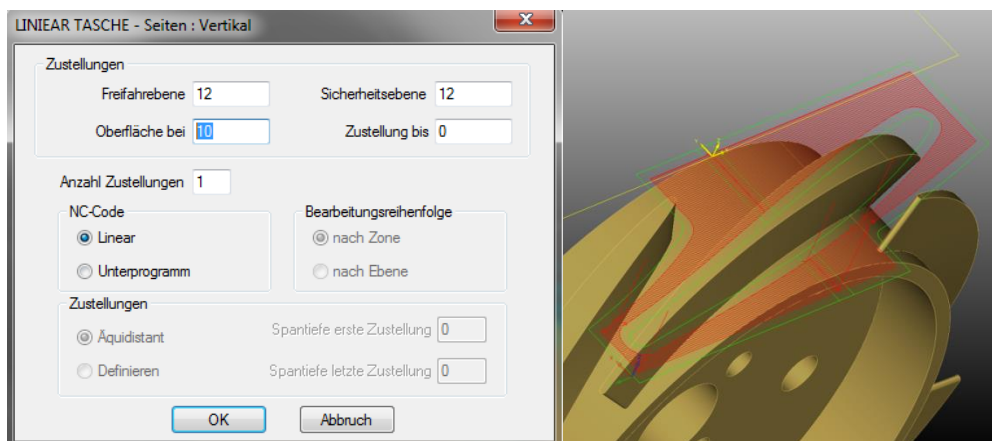 LINIEAR TASCHE - Seiten : Vertikal
Zustellungen
Freifahrebene 12 Sicherheitsebene 12
Oberfläche bei 10 Zustellung bis 0
Anzahl Zustellungen 1
NC-Code Bearbeitungsreihenfolge
Linear nach Zone
Unterprogramm nach Ebene
Zustellungen
Äquidistant Spantiefe erste Zustellung 0
Definieren Spantiefe letzte Zustellung 0
OK Abbruch